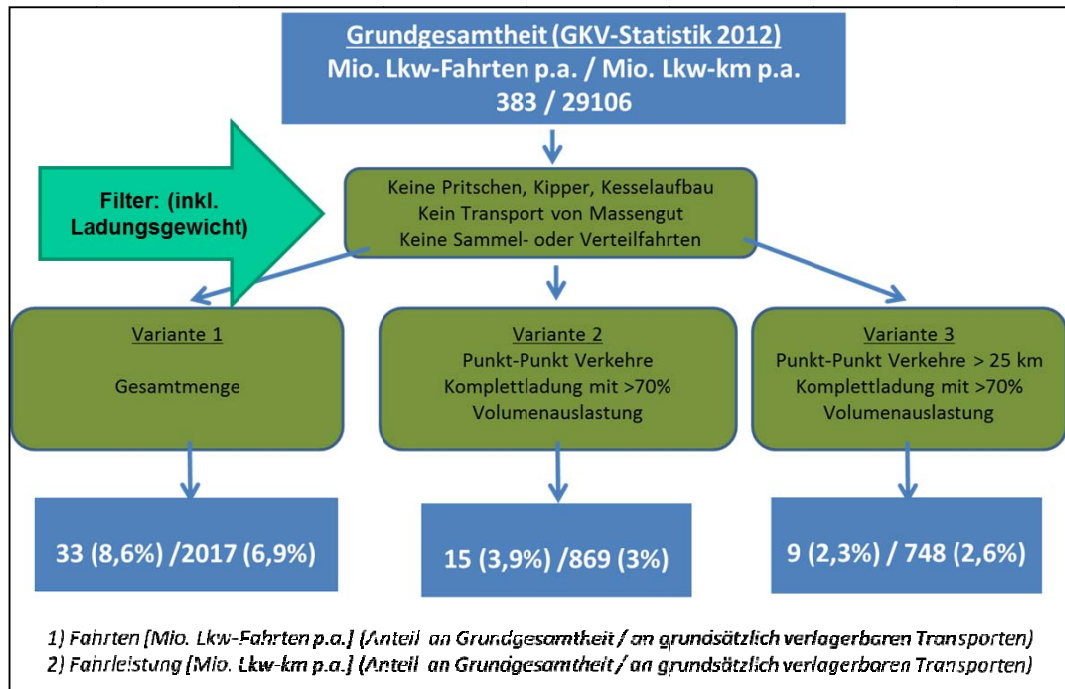 Grundgesamtheit (GKV-Statistik 2012)
Mio. Lkw-Fahrten p.a. / Mio. Lkw-km p.a.
383 / 29106
Filter: (inkl.
Ladungsgewicht)
Keine Pritschen, Kipper, Kesselaufbau
Kein Transport von Massengut
Keine Sammel- oder Verteilfahrten
Variante 1
Gesamtmenge
Variante 2
Punkt-Punkt Verkehre
Komplettladung mit >70%
Volumenauslastung
Variante 3
Punkt-Punkt Verkehre > 25 km
Komplettladung mit >70%
Volumenauslastung
33 (8,6%) /2017 (6,9%)
15 (3,9%) /869 (3%)
9 (2,3%) / 748 (2,6%)
1) Fahrten [Mio. Lkw-Fahrten p.a.] (Anteil an Grundgesamtheit / an grundsätzlich verlagerbaren Transporten)
2) Fahrleistung [Mio. Lkw-km p.a.] (Anteil an Grundgesamtheit / an grundsätzlich verlagerbaren Transporten)